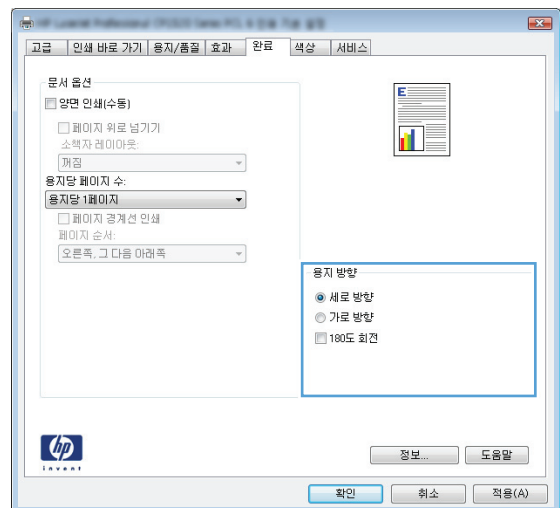 고급 인쇄 바로 가기 용지/품질 효과 완료 색상 서비스
문서 옵션
양면 인쇄(수동)
페이지 위로 넘기기
소책자 레이아웃:
꺼짐
용지당 페이지 수:
용지당 1페이지
페이지 경계선 인쇄
페이지 순서:
오른쪽, 그 다음 아래쪽
E
용지 방향
세로 방향
가로 방향
180도 회전
hp
invent
정보... 도움말
확인 취소 적용(A)